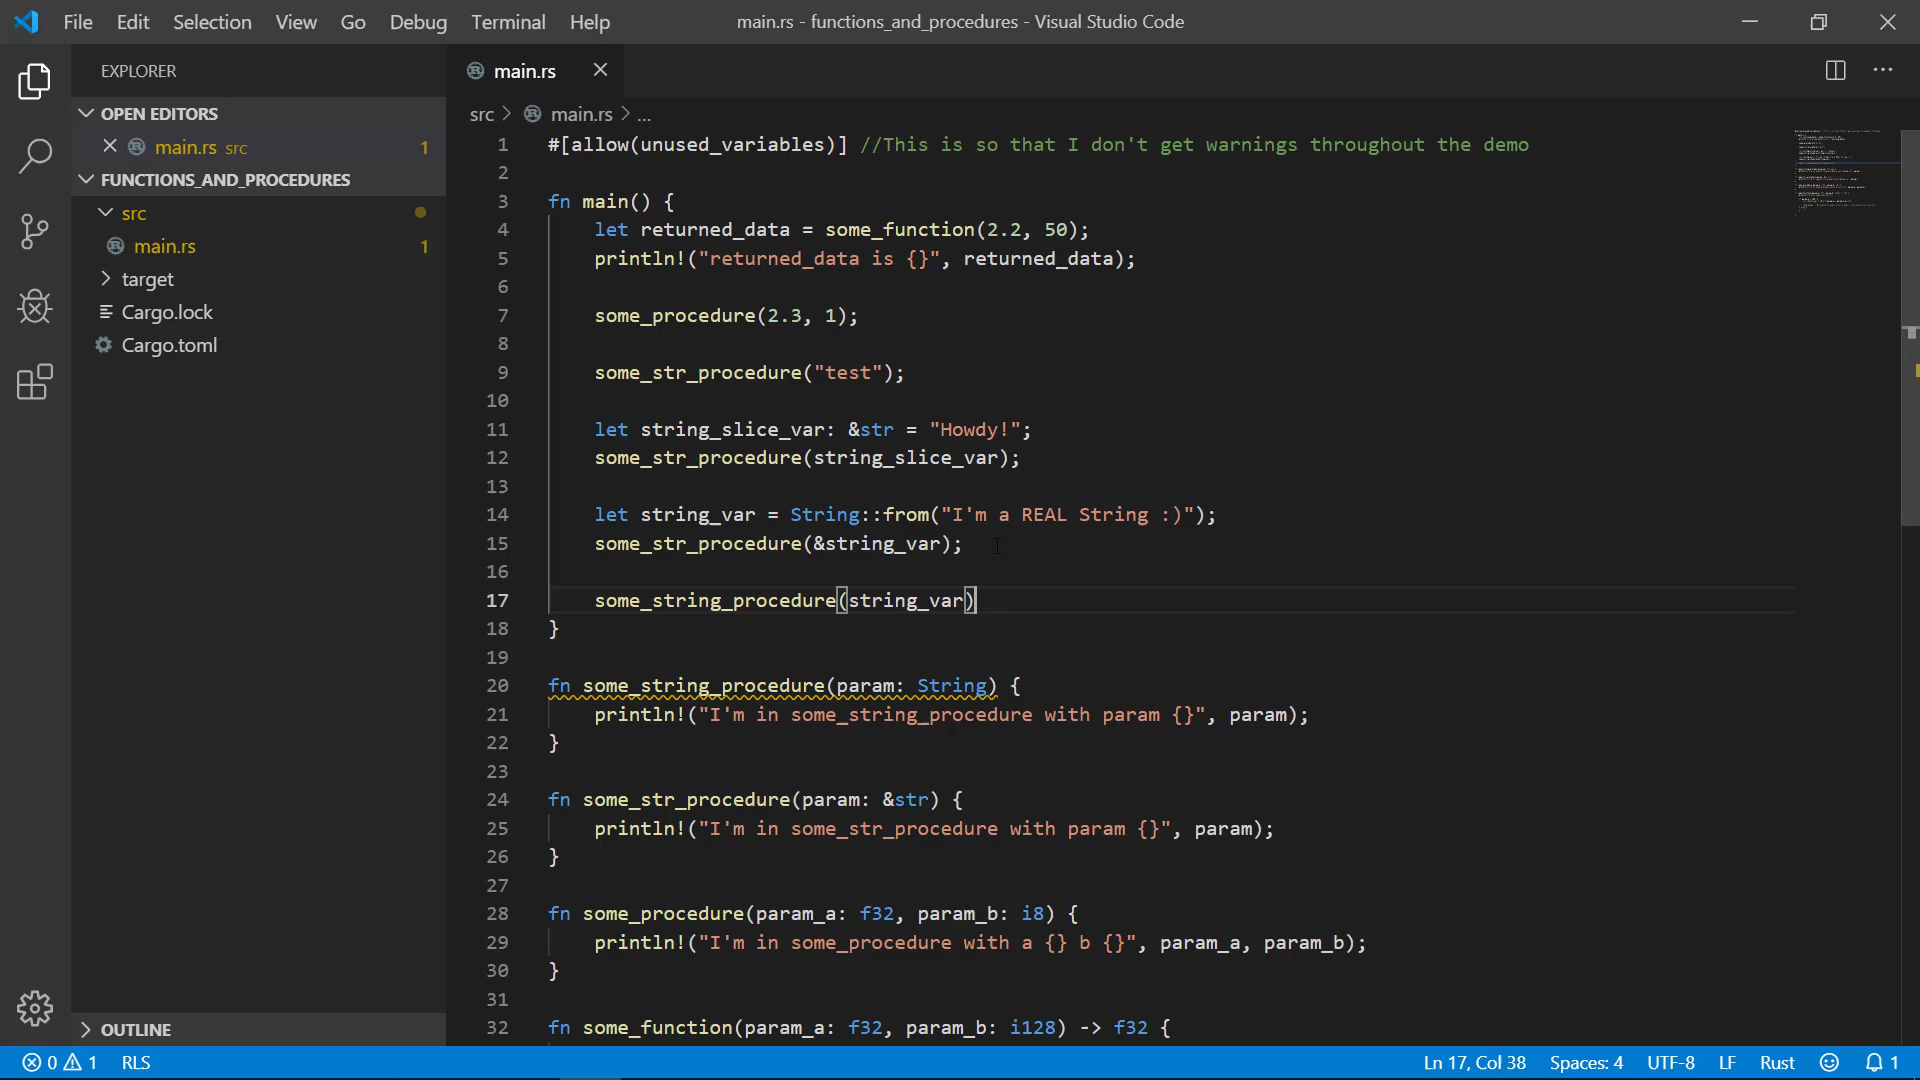 File Edit Selection View Go Debug Terminal Help
main.rs - functions_and_procedures - Visual Studio Code
EXPLORER
OPEN EDITORS
main.rs src 1
FUNCTIONS_AND_PROCEDURES
src
main.rs 1
target
Cargo.lock
Cargo.toml
OUTLINE
main.rs
src > main.rs > ...
1 #[allow(unused_variables)] //This is so that I don't get warnings throughout the demo
2
3 fn main() {
4 let returned_data = some_function(2.2, 50);
5 println!("returned_data is {}", returned_data);
6
7 some_procedure(2.3, 1);
8
9 some_str_procedure("test");
10
11 let string_slice_var: &str = "Howdy!";
12 some_str_procedure(string_slice_var);
13
14 let string_var = String::from("I'm a REAL String :)");
15 some_str_procedure(&string_var);
16
17 some_string_procedure(string_var)
18 }
19
20 fn some_string_procedure(param: String) {
21 println!("I'm in some_string_procedure with param {}", param);
22 }
23
24 fn some_str_procedure(param: &str) {
25 println!("I'm in some_str_procedure with param {}", param);
26 }
27
28 fn some_procedure(param_a: f32, param_b: i8) {
29 println!("I'm in some_procedure with a {} b {}", param_a, param_b);
30 }
31
32 fn some_function(param_a: f32, param_b: i128) -> f32 {
0 1 RLS
Ln 17, Col 38 Spaces: 4 UTF-8 LF Rust 1